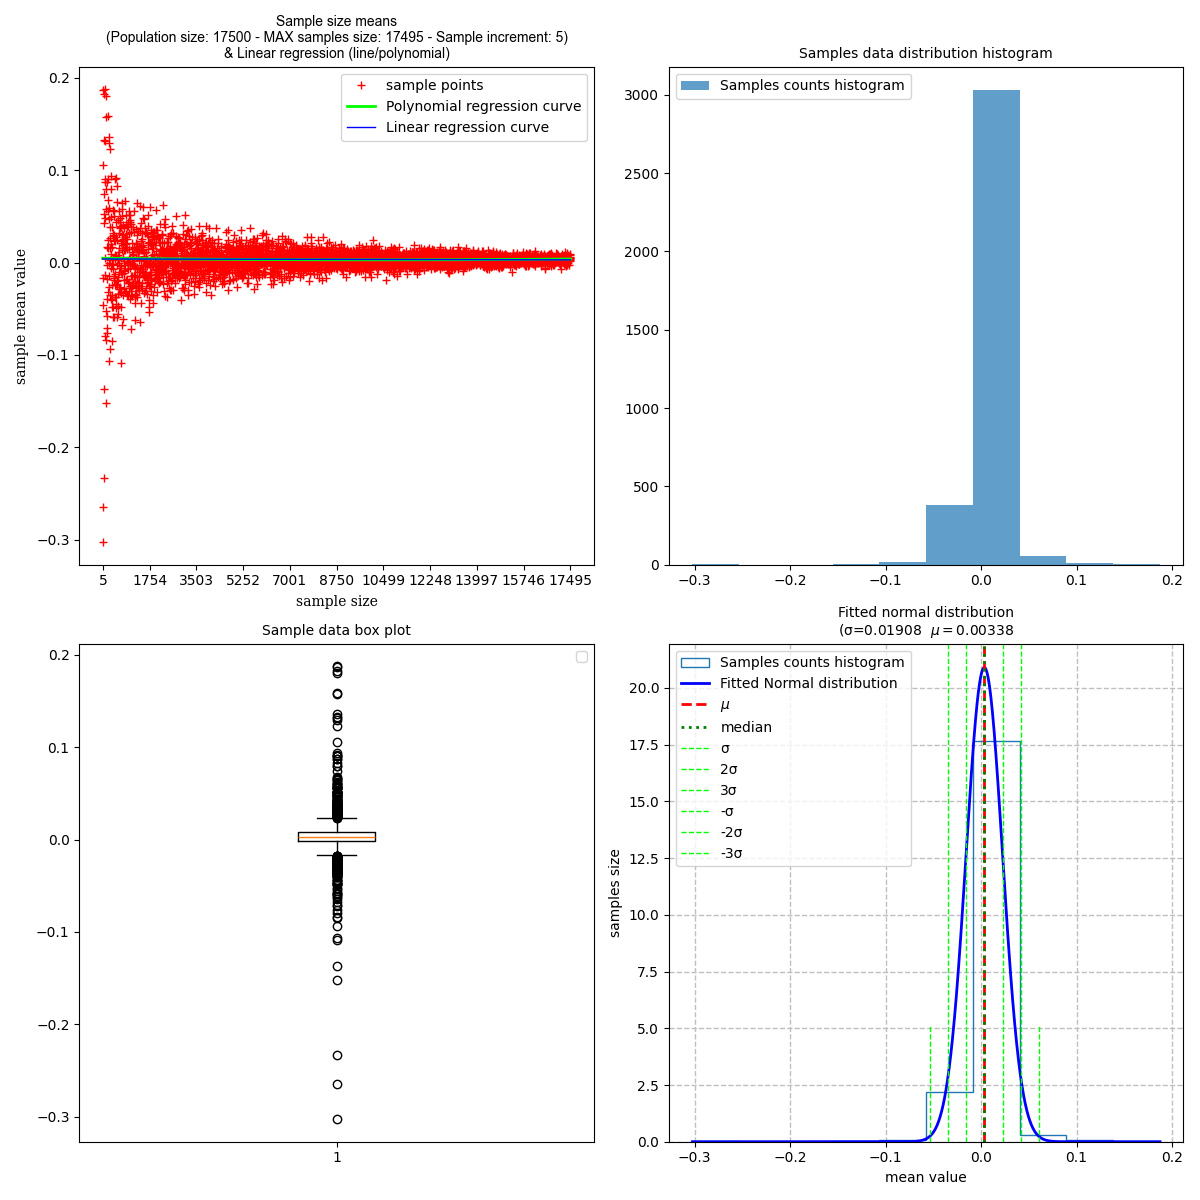 Sample size means
(Population size: 17500 - MAX samples size: 17495 - Sample increment: 5)
& Linear regression (line/polynomial)
sample points
Polynomial regression curve
Linear regression curve
0.2
0.1
0.0
−0.1
−0.2
−0.3
sample mean value
5 1754 3503 5252 7001 8750 10499 12248 13997 15746 17495
sample size
Samples data distribution histogram
Samples counts histogram
3000
2500
2000
1500
1000
500
0
−0.3 −0.2 −0.1 0.0 0.1 0.2
Sample data box plot
0.2
0.1
0.0
−0.1
−0.2
−0.3
1
Fitted normal distribution
(σ=0.01908 μ = 0.00338
Samples counts histogram
Fitted Normal distribution
μ
median
σ
2σ
3σ
-σ
-2σ
-3σ
20.0
17.5
15.0
12.5
10.0
7.5
5.0
2.5
0.0
samples size
−0.3 −0.2 −0.1 0.0 0.1 0.2
mean value